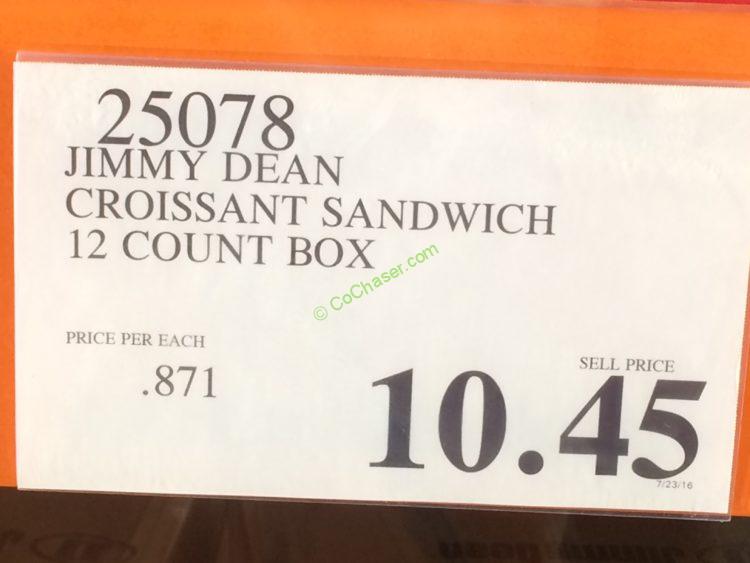 25078
JIMMY DEAN
CROISSANT SANDWICH
12 COUNT BOX
© CoChaser.com
PRICE PER EACH
.871
SELL PRICE
10.45
7/23/16